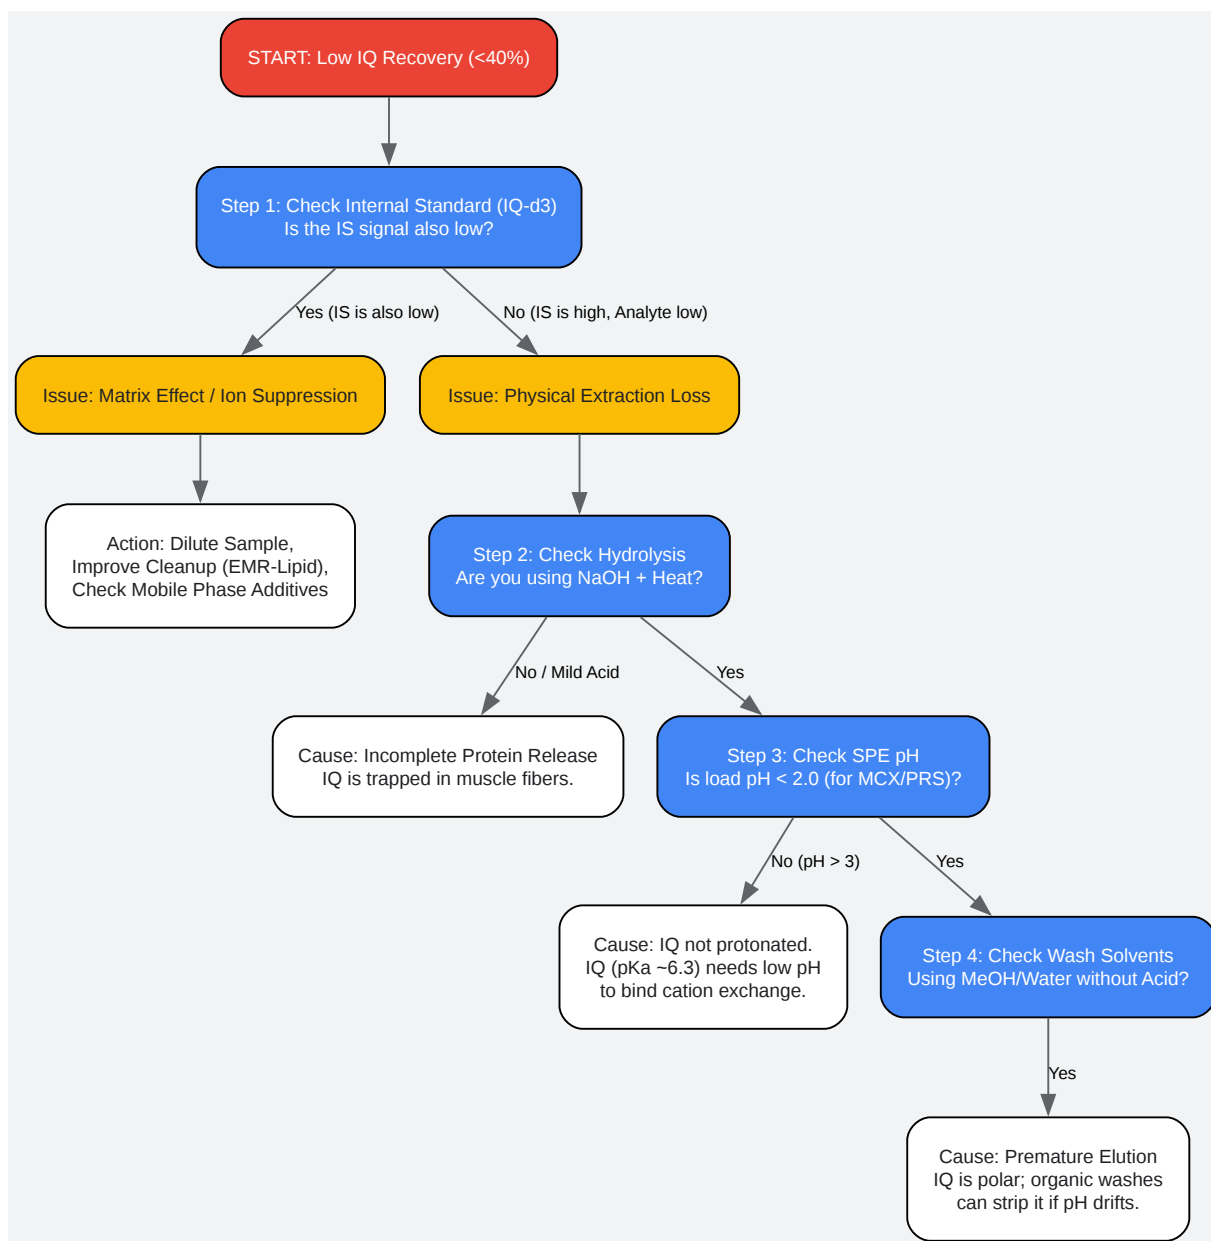 START: Low IQ Recovery (<40%)
Step 1: Check Internal Standard (IQ-d3)
Is the IS signal also low?
Yes (IS is also low)
No (IS is high, Analyte low)
Issue: Matrix Effect / Ion Suppression
Issue: Physical Extraction Loss
Action: Dilute Sample,
Improve Cleanup (EMR-Lipid),
Check Mobile Phase Additives
Step 2: Check Hydrolysis
Are you using NaOH + Heat?
No / Mild Acid
Yes
Cause: Incomplete Protein Release
IQ is trapped in muscle fibers.
Step 3: Check SPE pH
Is load pH < 2.0 (for MCX/PRS)?
No (pH > 3)
Yes
Cause: IQ not protonated.
IQ (pKa ~6.3) needs low pH
to bind cation exchange.
Step 4: Check Wash Solvents
Using MeOH/Water without Acid?
Yes
Cause: Premature Elution
IQ is polar; organic washes
can strip it if pH drifts.